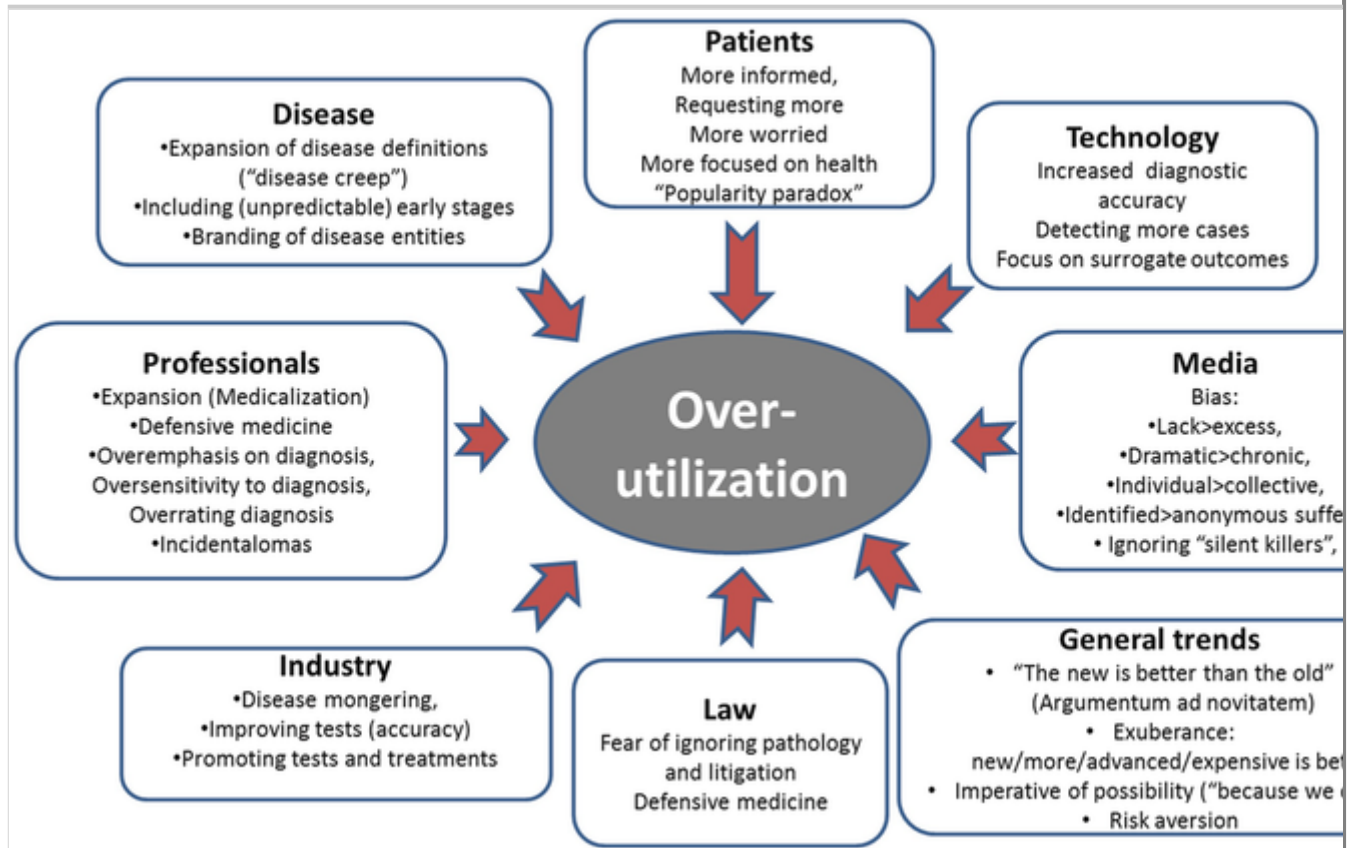 Patients
More informed,
Requesting more
More worried
More focused on health
“Popularity paradox”
Disease
•Expansion of disease definitions
(“disease creep”)
•Including (unpredictable) early stages
•Branding of disease entities
Technology
Increased diagnostic
accuracy
Detecting more cases
Focus on surrogate outcomes
Professionals
•Expansion (Medicalization)
•Defensive medicine
•Overemphasis on diagnosis,
Oversensitivity to diagnosis,
Overrating diagnosis
•Incidentalomas
Over-
utilization
Media
Bias:
•Lack>excess,
•Dramatic>chronic,
•Individual>collective,
•Identified>anonymous
• Ignoring “silent killers”,
Industry
•Disease mongering,
•Improving tests (accuracy)
•Promoting tests and treatments
Law
Fear of ignoring pathology
and litigation
Defensive medicine
General trends
• “The new is better than the old”
(Argumentum ad novitatem)
• Exuberance:
new/more/advanced/expensive is
• Imperative of possibility (“because we
• Risk aversion